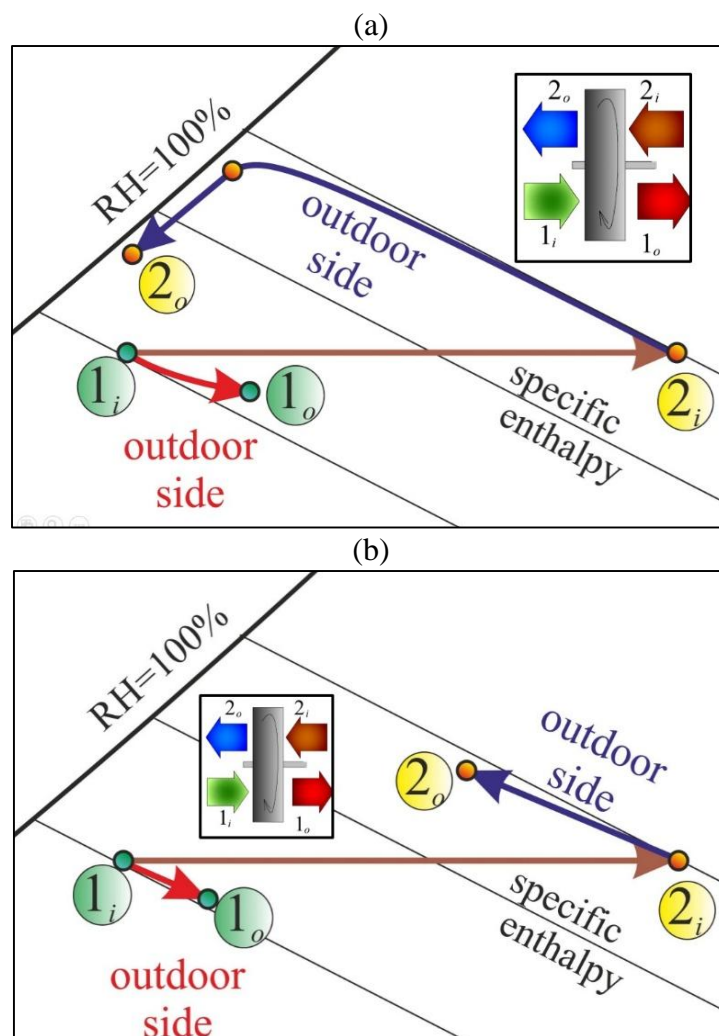 (a)
RH=100%
2o
2i
1i
1o
outdoor
side
2o
1i
1o
2i
specific
enthalpy
outdoor
side
(b)
RH=100%
2o
2i
1i
1o
outdoor
side
2o
1i
1o
2i
specific
enthalpy
outdoor
side